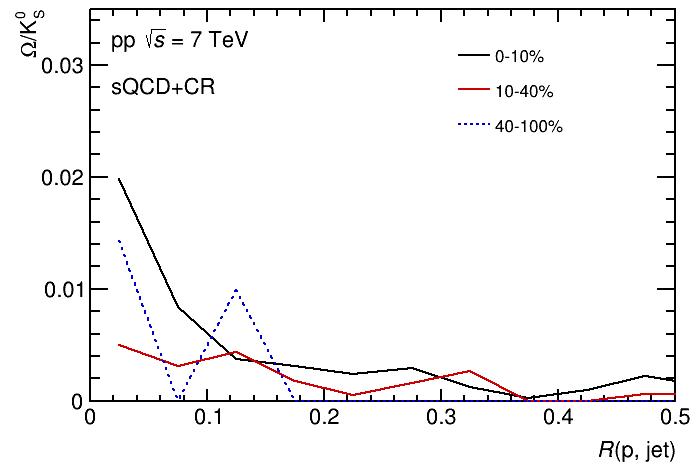 Ω/K⁰_S
pp √s = 7 TeV
sQCD+CR
0-10%
10-40%
40-100%
0.03
0.02
0.01
0
0 0.1 0.2 0.3 0.4 0.5
R(p, jet)